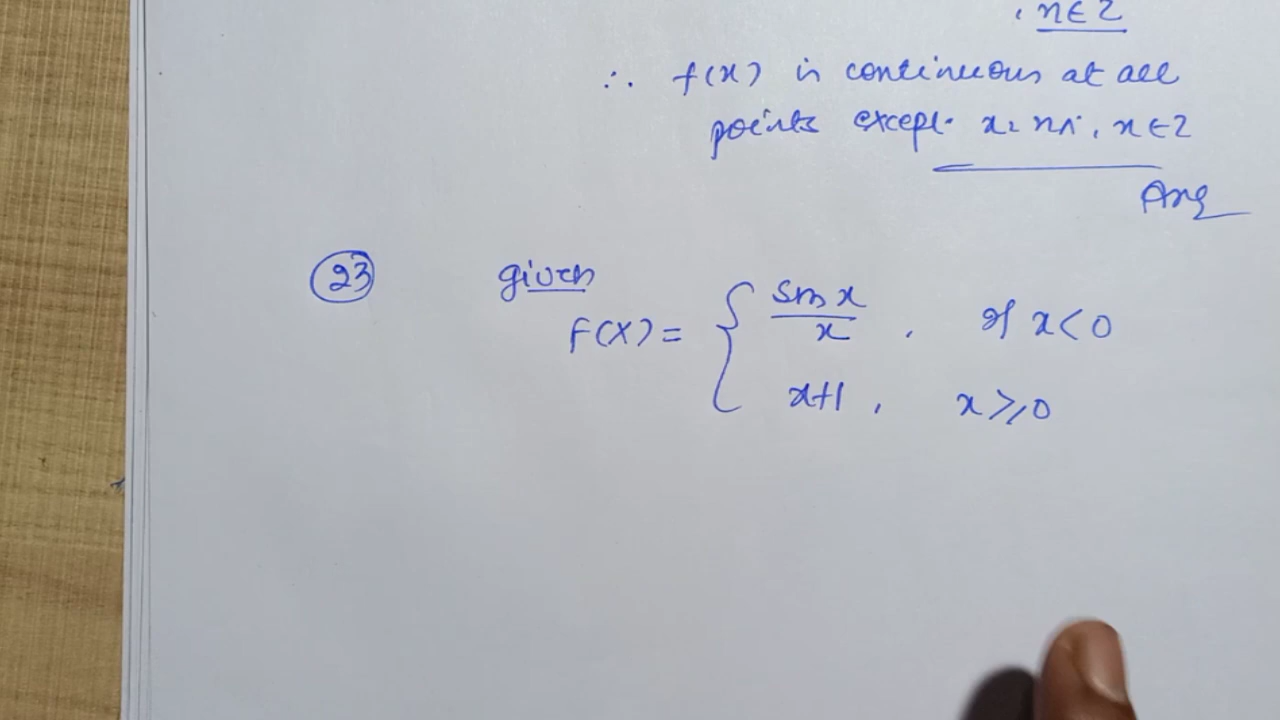 , n∈Z
∴ f(x) is continuous at all
points except x=nπ, n∈Z
Ans
23 given
F(X) = { sin x / x , if x<0
x+1 , x≥0